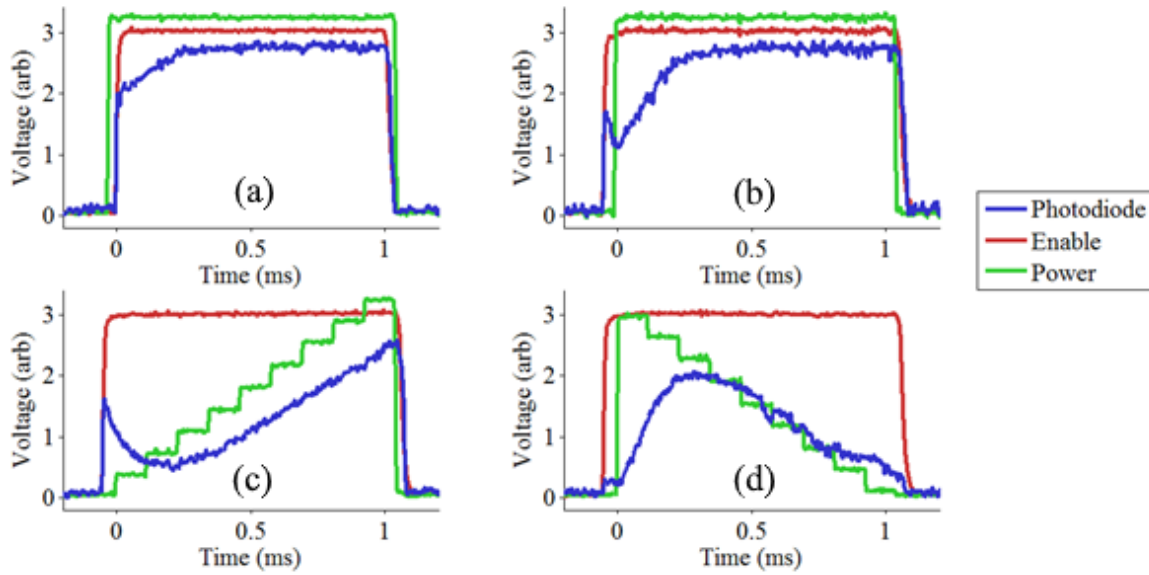 3
2
1
0
Voltage (arb)
(a)
0 0.5 1
Time (ms)
3
2
1
0
Voltage (arb)
(b)
0 0.5 1
Time (ms)
Photodiode
Enable
Power
3
2
1
0
Voltage (arb)
(c)
0 0.5 1
Time (ms)
3
2
1
0
Voltage (arb)
(d)
0 0.5 1
Time (ms)